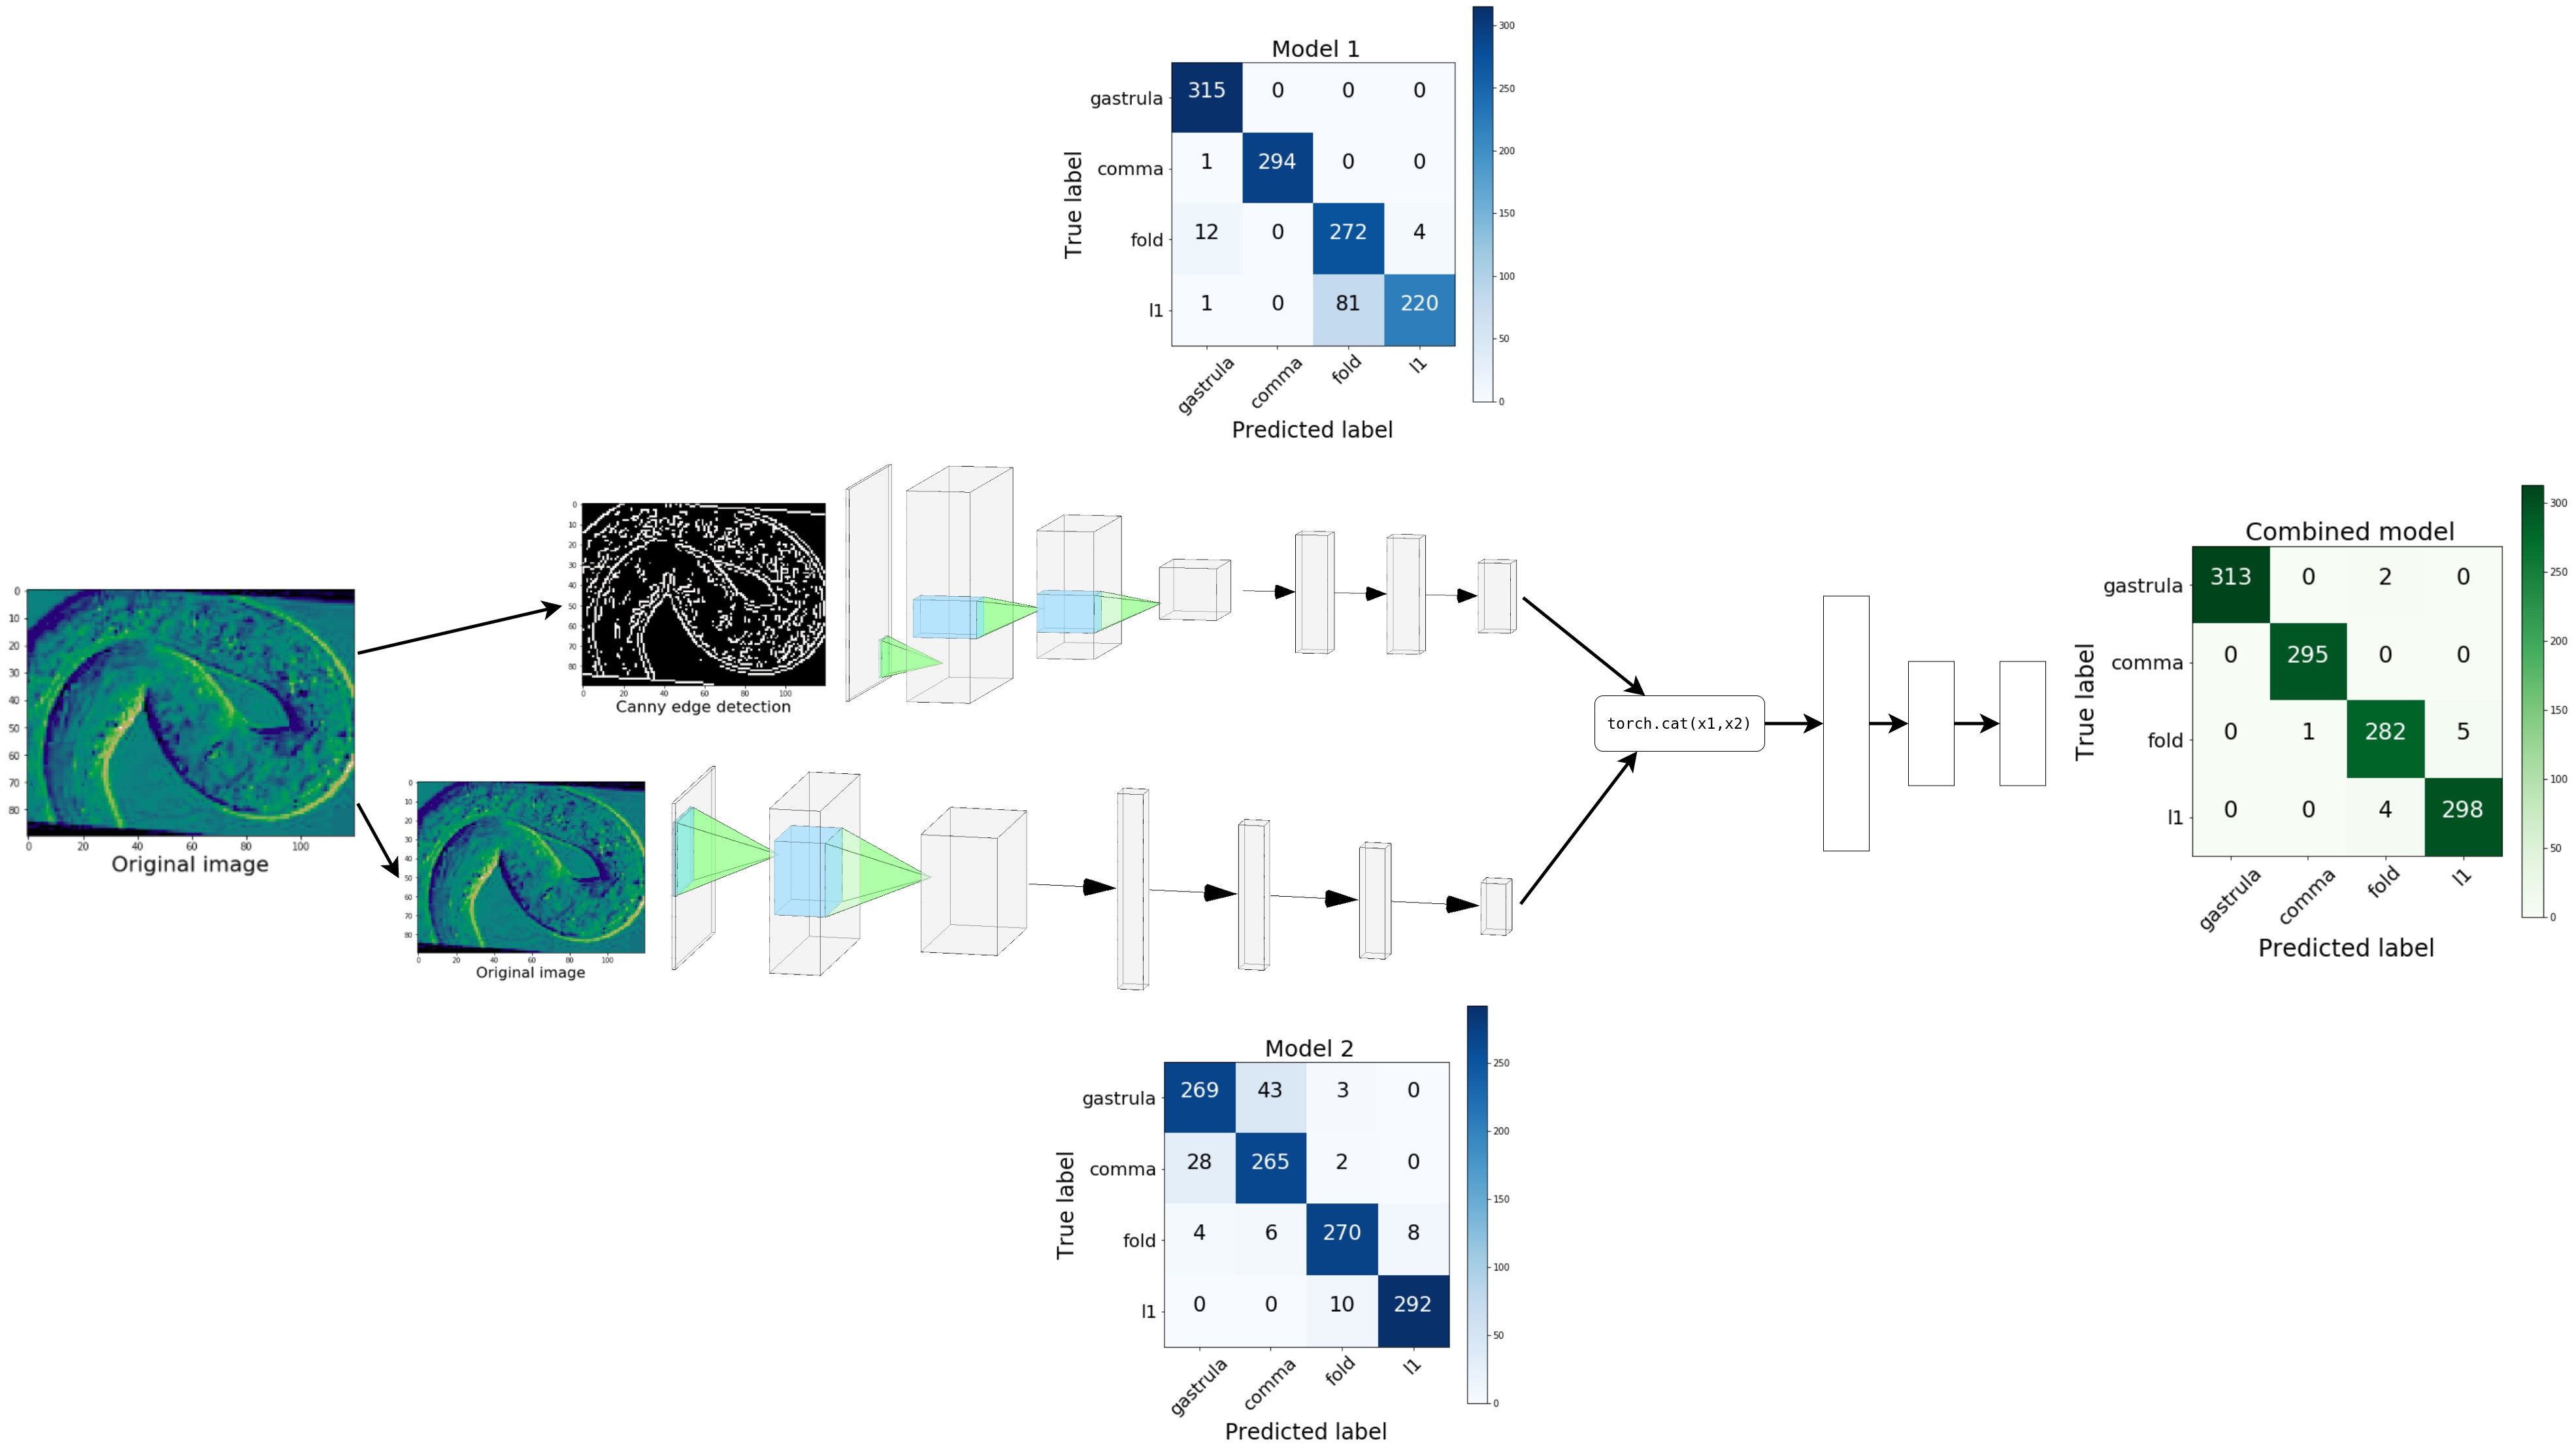 Model 1
True label
gastrula 315 0 0 0
comma 1 294 0 0
fold 12 0 272 4
l1 1 0 81 220
gastrula comma fold l1
Predicted label
300
250
200
150
100
50
0
0
10
20
30
40
50
60
70
80
0 20 40 60 80 100
Original image
0
10
20
30
40
50
60
70
80
0 20 40 60 80 100
Canny edge detection
0
10
20
30
40
50
60
70
80
0 20 40 60 80 100
Original image
torch.cat(x1,x2)
Combined model
True label
gastrula 313 0 2 0
comma 0 295 0 0
fold 0 1 282 5
l1 0 0 4 298
gastrula comma fold l1
Predicted label
300
250
200
150
100
50
0
Model 2
True label
gastrula 269 43 3 0
comma 28 265 2 0
fold 4 6 270 8
l1 0 0 10 292
gastrula comma fold l1
Predicted label
250
200
150
100
50
0